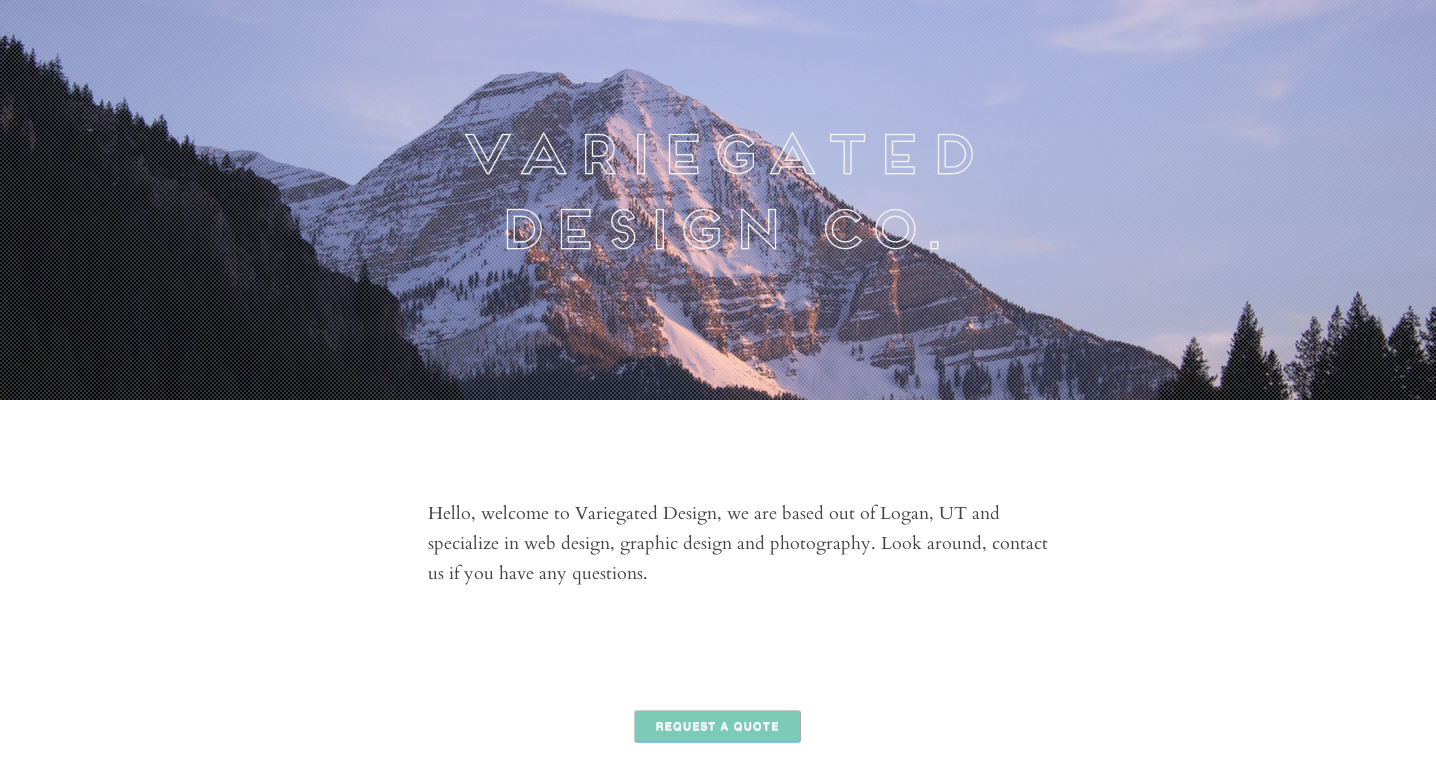 VARIEGATED
DESIGN CO.
Hello, welcome to Variegated Design, we are based out of Logan, UT and
specialize in web design, graphic design and photography. Look around, contact
us if you have any questions.
REQUEST A QUOTE